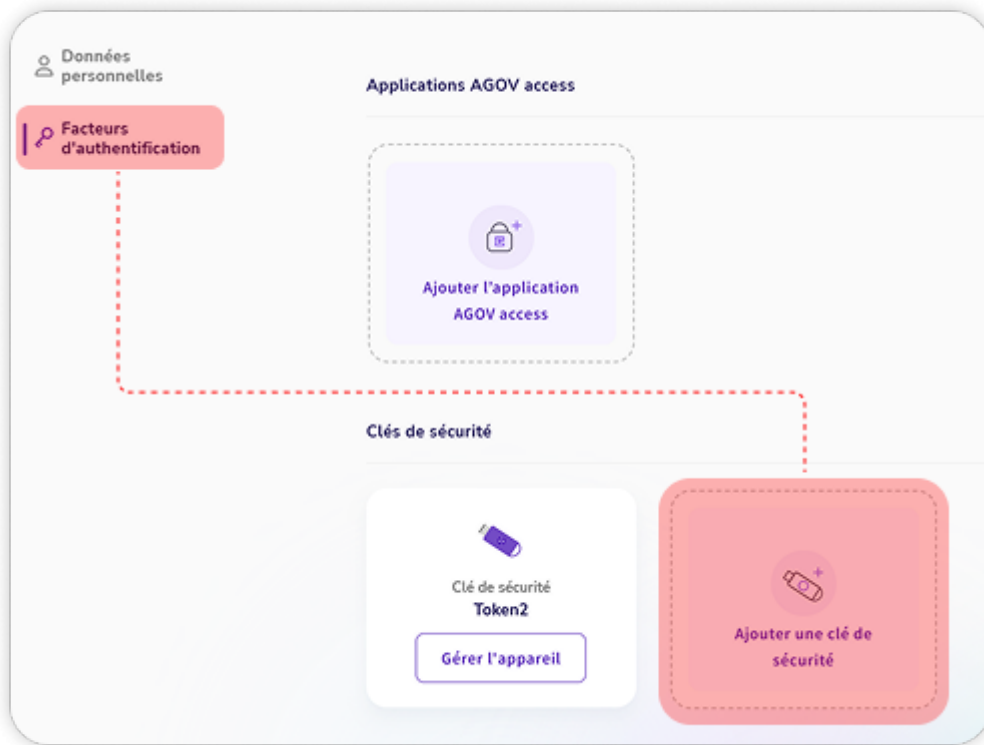 Données
personnelles
Facteurs
d'authentification
Applications AGOV access
Ajouter l'application
AGOV access
Clés de sécurité
Clé de sécurité
Token2
Gérer l'appareil
Ajouter une clé de
sécurité